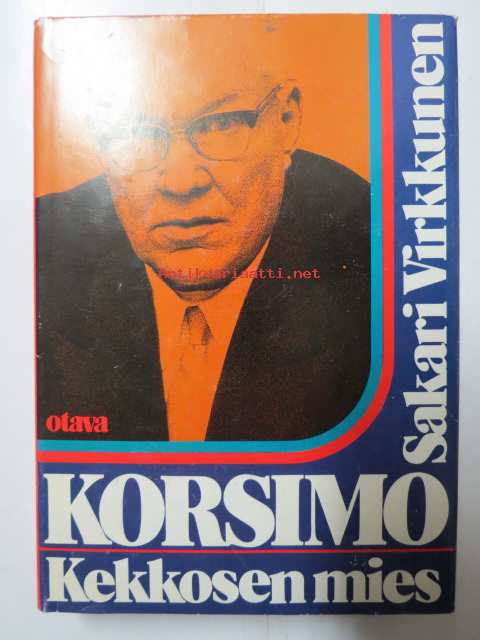 Sakari Virkkunen
Antikvariaatti.net
otava
KORSIMO
Kekkosen mies